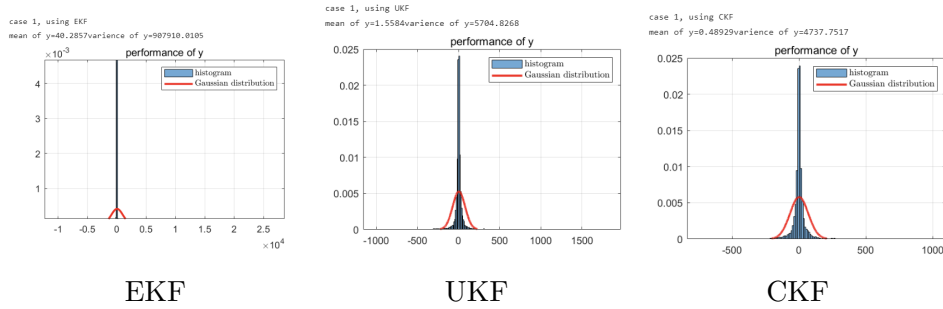 case 1, using EKF
mean of y=40.2857varience of y=907910.0105
performance of y
×10⁻³
histogram
Gaussian distribution
4
3
2
1
-1 -0.5 0 0.5 1 1.5 2 2.5
×10⁴
EKF
case 1, using UKF
mean of y=1.5584varience of y=5704.8268
performance of y
histogram
Gaussian distribution
0.025
0.02
0.015
0.01
0.005
0
-1000 -500 0 500 1000 1500
UKF
case 1, using CKF
mean of y=0.48929varience of y=4737.7517
performance of y
histogram
Gaussian distribution
0.025
0.02
0.015
0.01
0.005
0
-500 0 500 1000
CKF